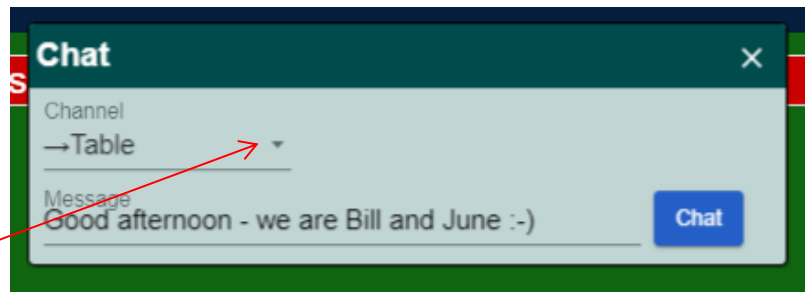 Chat
S
Channel
→Table
Message
Good afternoon - we are Bill and June :-)
Chat